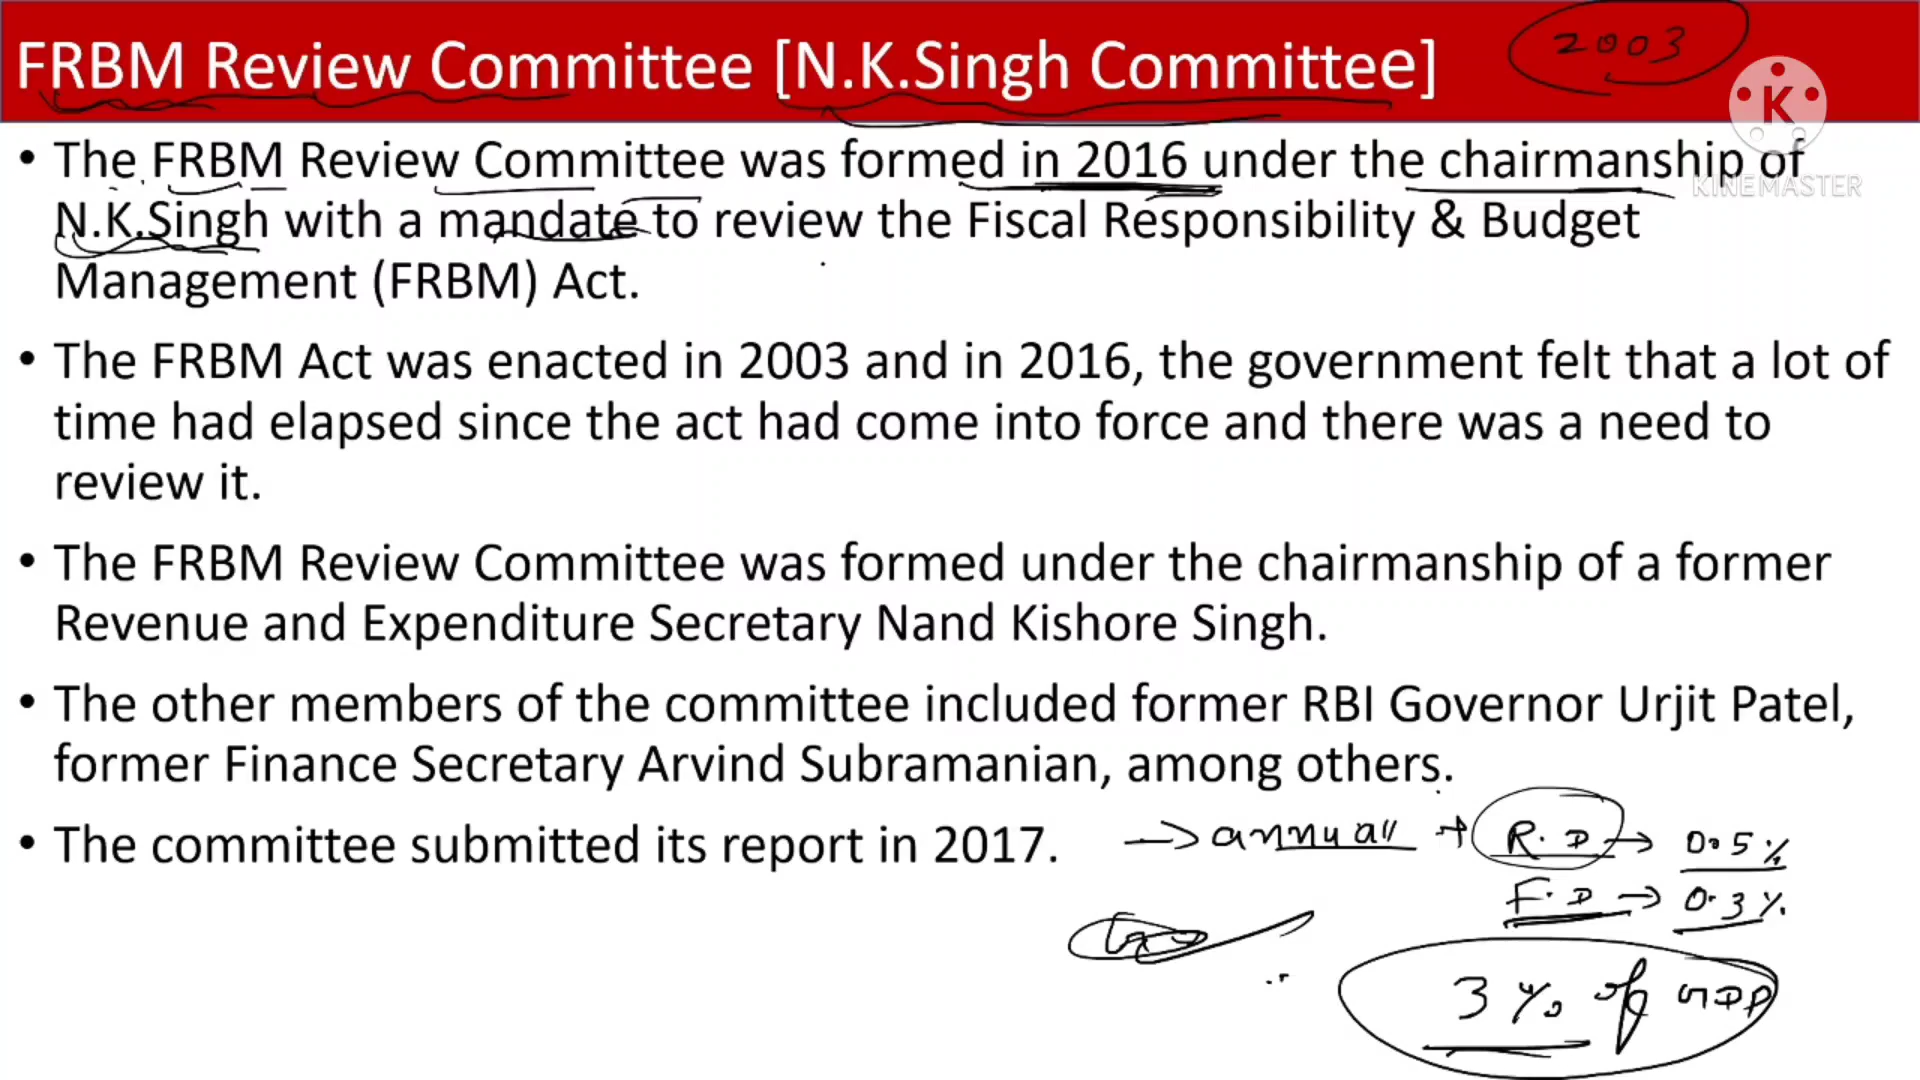 FRBM Review Committee [N.K.Singh Committee]
2003
K
KINEMASTER
• The FRBM Review Committee was formed in 2016 under the chairmanship of
N.K.Singh with a mandate to review the Fiscal Responsibility & Budget
Management (FRBM) Act.
• The FRBM Act was enacted in 2003 and in 2016, the government felt that a lot of
time had elapsed since the act had come into force and there was a need to
review it.
• The FRBM Review Committee was formed under the chairmanship of a former
Revenue and Expenditure Secretary Nand Kishore Singh.
• The other members of the committee included former RBI Governor Urjit Patel,
former Finance Secretary Arvind Subramanian, among others.
• The committee submitted its report in 2017.
→ annuall → R.D → 0.5%
F.D → 0.3%
3% of GDP